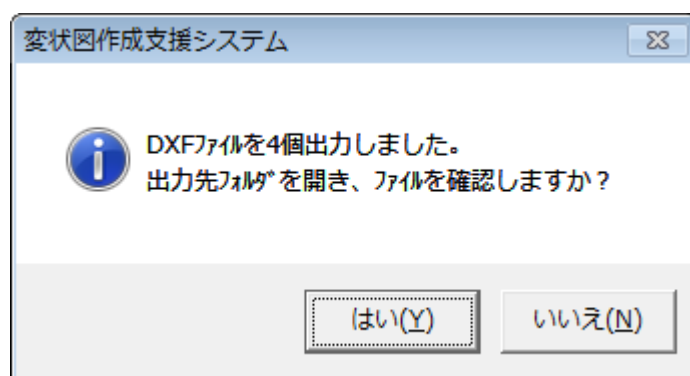 変状図作成支援システム
DXFﾌｧｲﾙを4個出力しました。
出力先ﾌｫﾙﾀﾞを開き、ﾌｧｲﾙを確認しますか？
はい(Y) いいえ(N)